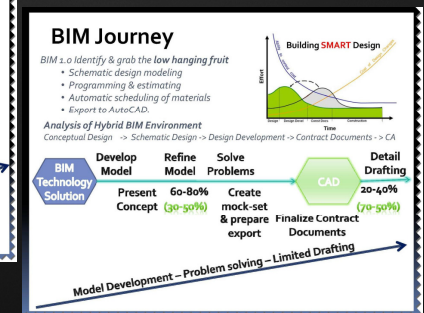 BIM Journey
BIM 1.0 Identify & grab the low hanging fruit
• Schematic design modeling
• Programming & estimating
• Automatic scheduling of materials
• Export to AutoCAD.
Building SMART Design
Effort
Time
Analysis of Hybrid BIM Environment
Conceptual Design -> Schematic Design -> Design Development -> Contract Documents - > CA
BIM
Technology
Solution
Develop
Model
Present
Concept
Refine
Model
60-80%
(30-50%)
Solve
Problems
Create
mock-set
& prepare
export
CAD
Finalize Contract
Documents
Detail
Drafting
20-40%
(70-50%)
Model Development – Problem solving – Limited Drafting